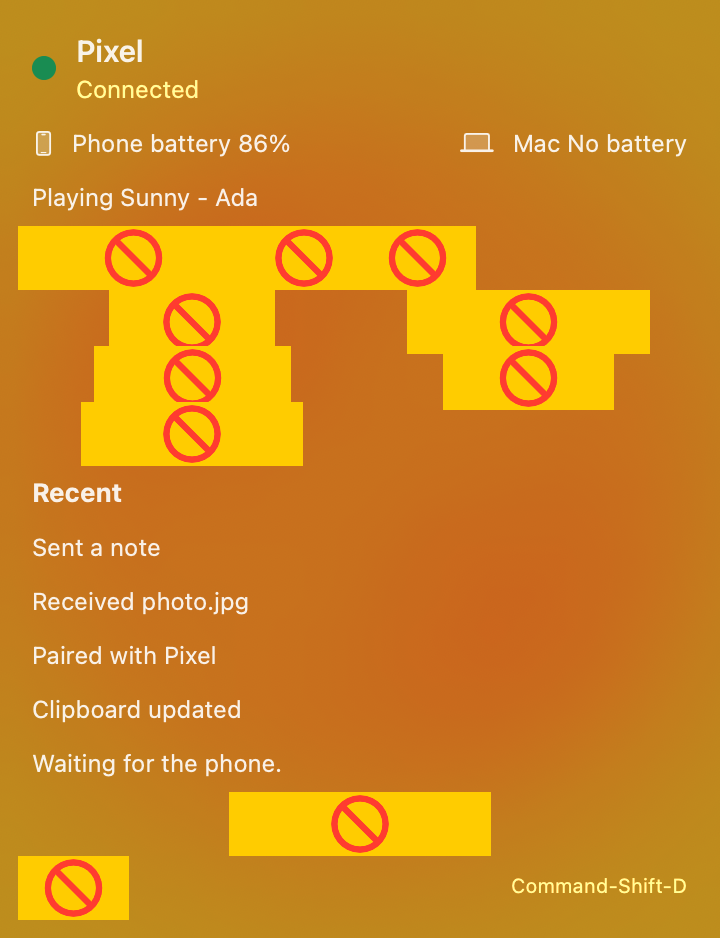 Pixel
Connected
Phone battery 86%
Mac No battery
Playing Sunny - Ada
Recent
Sent a note
Received photo.jpg
Paired with Pixel
Clipboard updated
Waiting for the phone.
Command-Shift-D